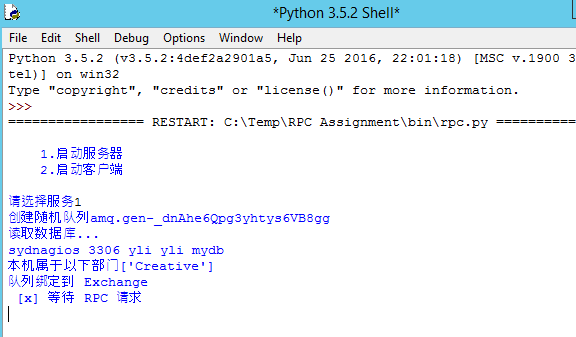 *Python 3.5.2 Shell*
File Edit Shell Debug Options Window Help
Python 3.5.2 (v3.5.2:4def2a2901a5, Jun 25 2016, 22:01:18) [MSC v.1900 3
tel)] on win32
Type "copyright", "credits" or "license()" for more information.
>>>
================= RESTART: C:\Temp\RPC Assignment\bin\rpc.py ==========
1.启动服务器
2.启动客户端
请选择服务1
创建随机队列amq.gen-_dnAhe6Qpg3yhtys6VB8gg
读取数据库...
sydnagios 3306 yli yli mydb
本机属于以下部门['Creative']
队列绑定到 Exchange
[x] 等待 RPC 请求